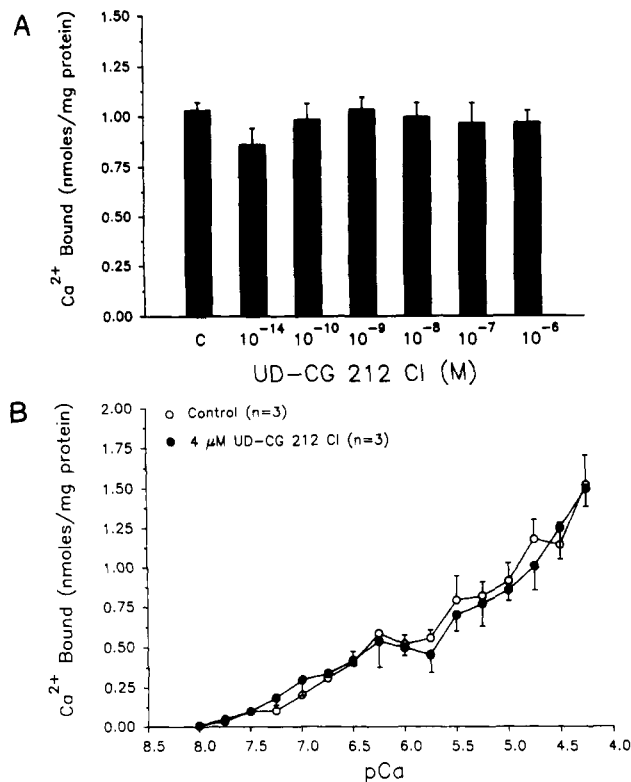 A
Ca2+ Bound (nmoles/mg protein)
1.50
1.25
1.00
0.75
0.50
0.25
0.00
C 10−14 10−10 10−9 10−8 10−7 10−6
UD−CG 212 Cl (M)
B
Ca2+ Bound (nmoles/mg protein)
2.00
1.75
1.50
1.25
1.00
0.75
0.50
0.25
0.00
○ Control (n=3)
● 4 μM UD−CG 212 Cl (n=3)
8.5 8.0 7.5 7.0 6.5 6.0 5.5 5.0 4.5 4.0
pCa